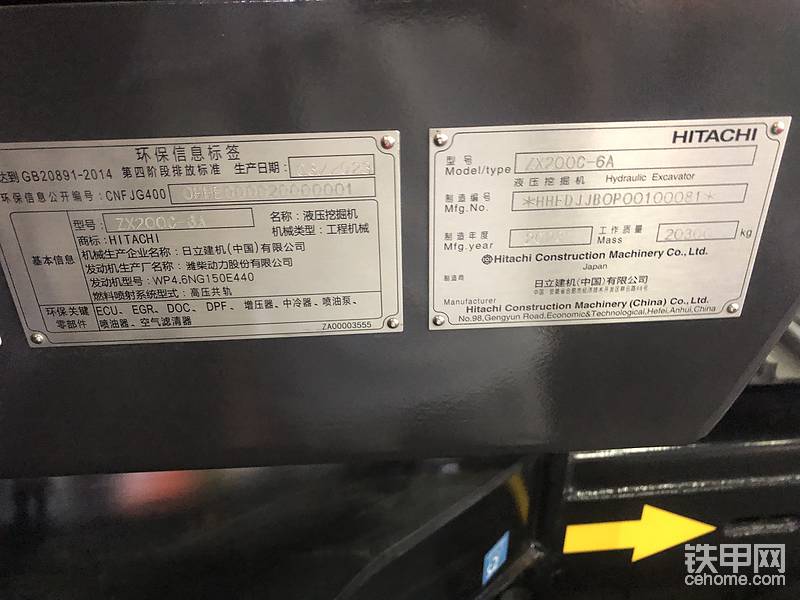 环保信息标签
达到 GB20891-2014 第四阶段排放标准 生产日期:
环保信息公开编号: CNFJG400
型号: ZX200C-6A 名称: 液压挖掘机
商标: HITACHI 机械类型: 工程机械
基本信息
机械生产企业名称: 日立建机(中国)有限公司
发动机生产厂名称: 潍柴动力股份有限公司
发动机型号: WP4.6NG150E440
燃料喷射系统型式: 高压共轨
环保关键零部件
ECU、EGR、DOC、DPF、增压器、中冷器、喷油泵、
喷油器、空气滤清器
ZA00003555
HITACHI
型号
Model/type ZX200C-6A
液压挖掘机 Hydraulic Excavator
制造编号
Mfg.No. *HHFDJJB0P00100081*
制造年度 工作质量
Mfg.year Mass 20300 kg
Hitachi Construction Machinery Co., Ltd.
Japan
制造商 日立建机(中国)有限公司
Manufacturer
Hitachi Construction Machinery (China) Co., Ltd.
No.98, Gengyun Road, Economic&Technological, Hefei, Anhui, China
铁甲网
cehome.com